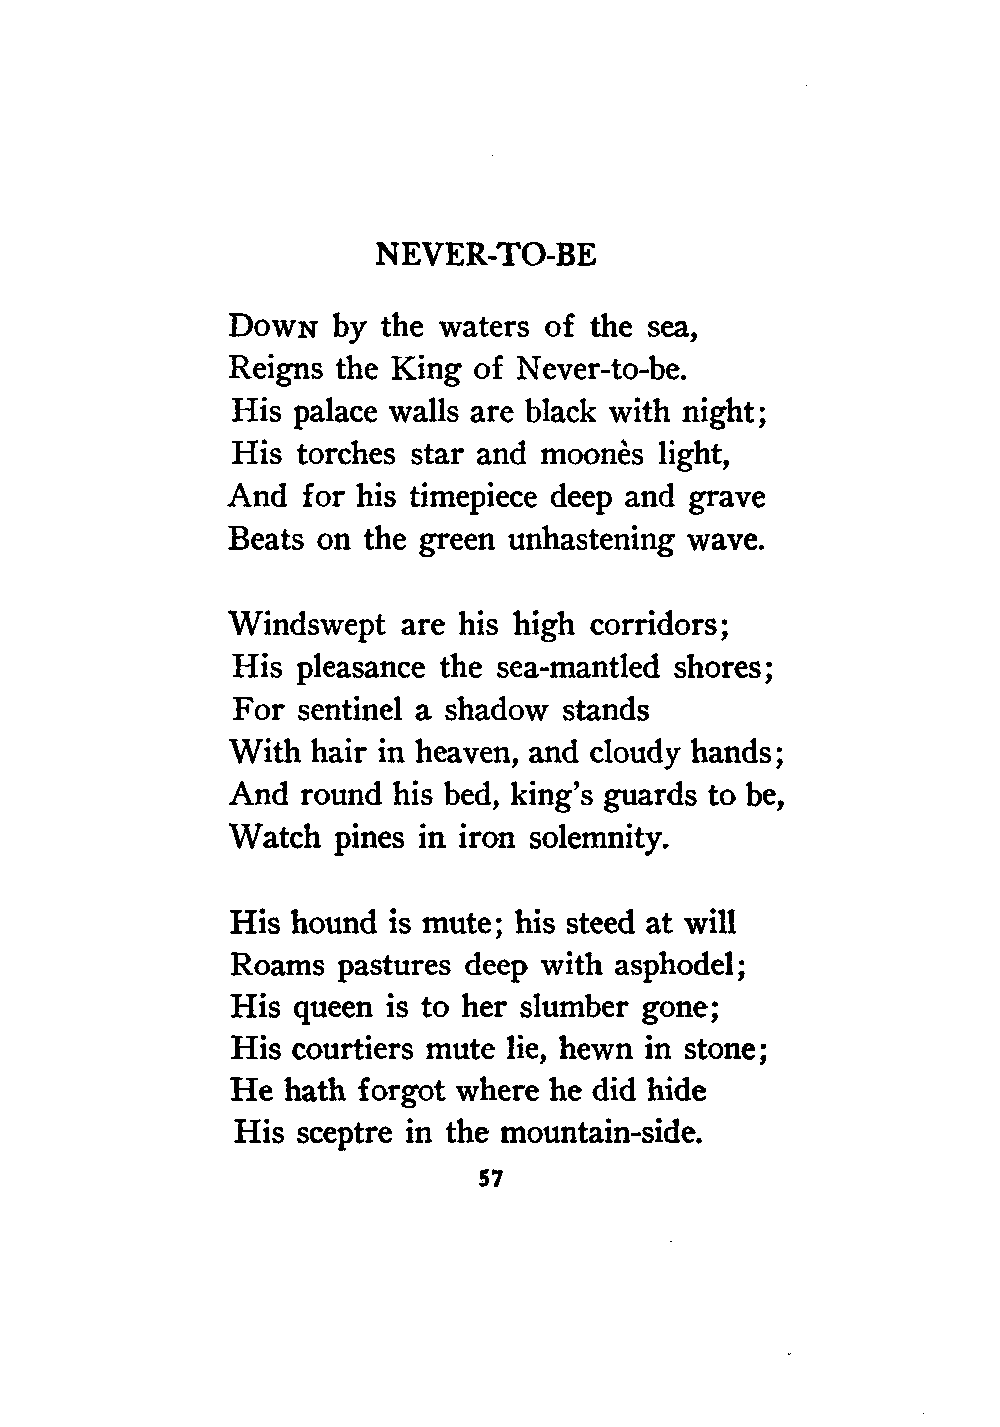 NEVER-TO-BE
Down by the waters of the sea,
Reigns the King of Never-to-be.
His palace walls are black with night;
His torches star and moonès light,
And for his timepiece deep and grave
Beats on the green unhastening wave.
Windswept are his high corridors;
His pleasance the sea-mantled shores;
For sentinel a shadow stands
With hair in heaven, and cloudy hands;
And round his bed, king's guards to be,
Watch pines in iron solemnity.
His hound is mute; his steed at will
Roams pastures deep with asphodel;
His queen is to her slumber gone;
His courtiers mute lie, hewn in stone;
He hath forgot where he did hide
His sceptre in the mountain-side.
57